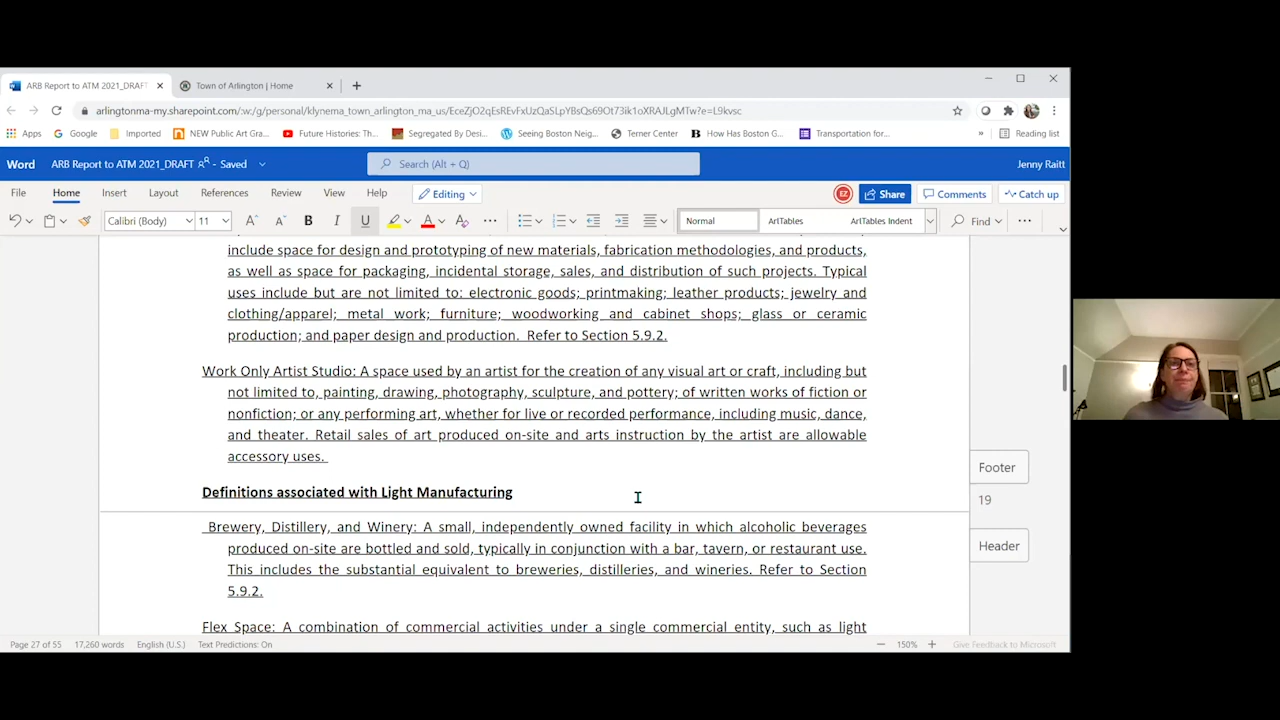 ARB Report to ATM 2021_DRAFT
Town of Arlington | Home
arlingtonma-my.sharepoint.com/:w:/g/personal/klynema_town_arlington_ma_us/EceZjO2qEsREvFxUzQaSLpYBsQs69Ot73ik1oXRAJLgMTw?e=L9kvsc
Apps Google Imported NEW Public Art Gra... Future Histories: Th... Segregated By Desi... Seeing Boston Neig... Terner Center How Has Boston G... Transportation for... » Reading list
Word ARB Report to ATM 2021_DRAFT - Saved Search (Alt + Q) Jenny Raitt
File Home Insert Layout References Review View Help Editing EZ Share Comments Catch up
Calibri (Body) 11 B I U Normal ArtTables ArtTables Indent Find
include space for design and prototyping of new materials, fabrication methodologies, and products,
as well as space for packaging, incidental storage, sales, and distribution of such projects. Typical
uses include but are not limited to: electronic goods; printmaking; leather products; jewelry and
clothing/apparel; metal work; furniture; woodworking and cabinet shops; glass or ceramic
production; and paper design and production. Refer to Section 5.9.2.
Work Only Artist Studio: A space used by an artist for the creation of any visual art or craft, including but
not limited to, painting, drawing, photography, sculpture, and pottery; of written works of fiction or
nonfiction; or any performing art, whether for live or recorded performance, including music, dance,
and theater. Retail sales of art produced on-site and arts instruction by the artist are allowable
accessory uses.
Footer
Definitions associated with Light Manufacturing
19
Brewery, Distillery, and Winery: A small, independently owned facility in which alcoholic beverages
Header
produced on-site are bottled and sold, typically in conjunction with a bar, tavern, or restaurant use.
This includes the substantial equivalent to breweries, distilleries, and wineries. Refer to Section
5.9.2.
Flex Space: A combination of commercial activities under a single commercial entity, such as light
Page 27 of 55 17,260 words English (U.S.) Text Predictions: On 150% Give Feedback to Microsoft